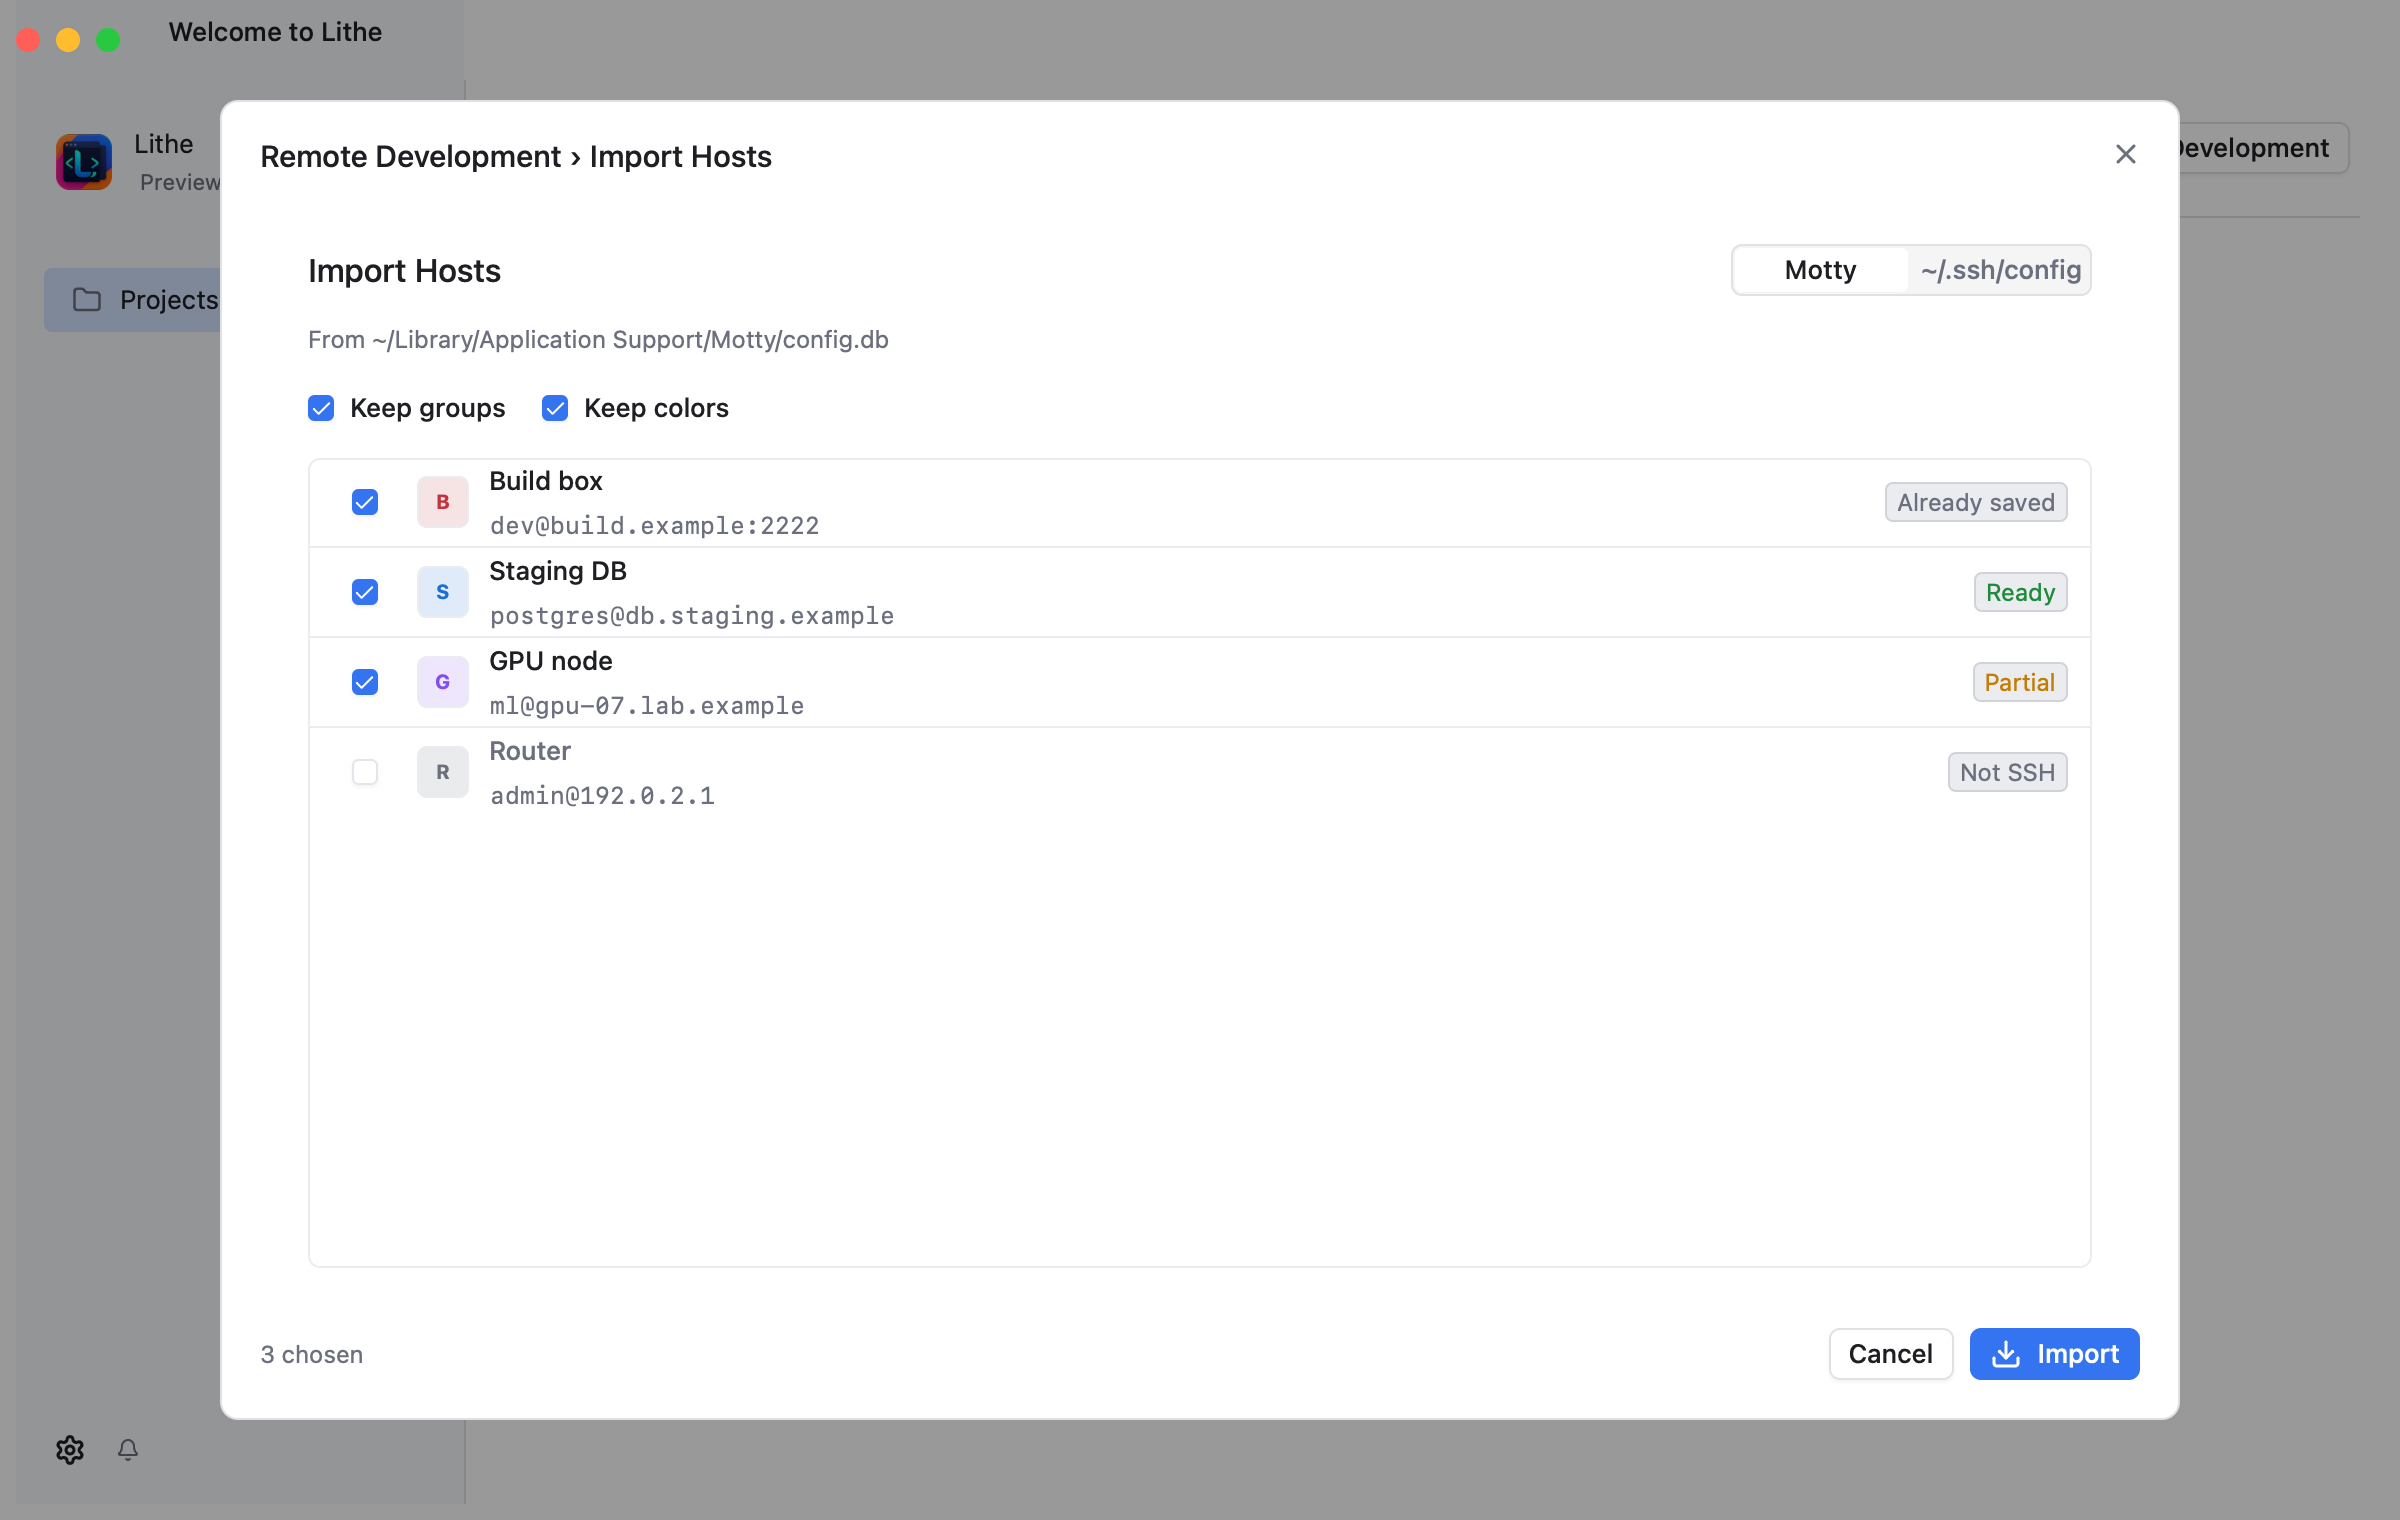 Welcome to Lithe
Lithe
Preview
Projects
Development
Remote Development › Import Hosts
Import Hosts
Motty
~/.ssh/config
From ~/Library/Application Support/Motty/config.db
Keep groups
Keep colors
B
Build box
dev@build.example:2222
Already saved
S
Staging DB
postgres@db.staging.example
Ready
G
GPU node
ml@gpu-07.lab.example
Partial
R
Router
admin@192.0.2.1
Not SSH
3 chosen
Cancel
Import